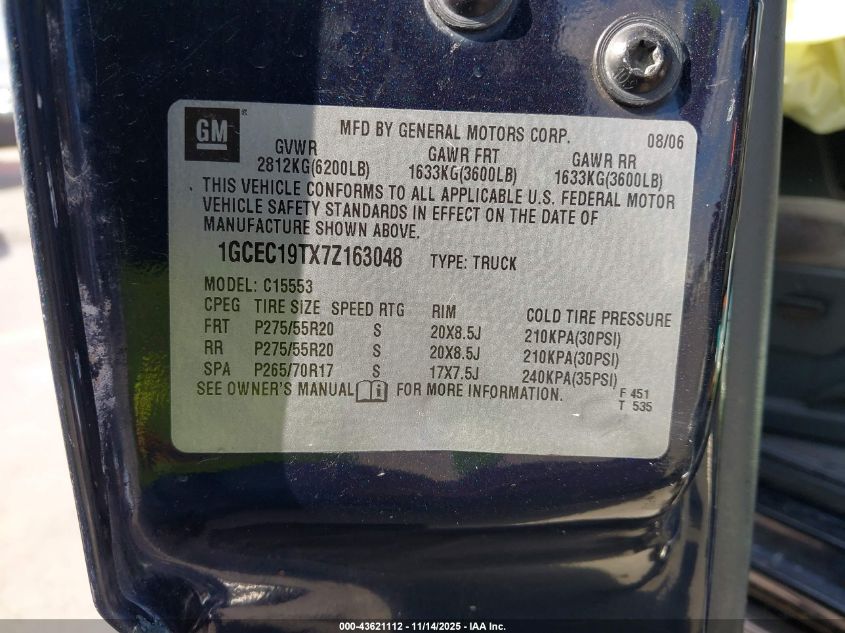 GM ®
MFD BY GENERAL MOTORS CORP. 08/06
GVWR GAWR FRT GAWR RR
2812KG(6200LB) 1633KG(3600LB) 1633KG(3600LB)
THIS VEHICLE CONFORMS TO ALL APPLICABLE U.S. FEDERAL MOTOR
VEHICLE SAFETY STANDARDS IN EFFECT ON THE DATE OF
MANUFACTURE SHOWN ABOVE.
1GCEC19TX7Z163048 TYPE: TRUCK
MODEL: C15553
CPEG TIRE SIZE SPEED RTG RIM COLD TIRE PRESSURE
FRT P275/55R20 S 20X8.5J 210KPA(30PSI)
RR P275/55R20 S 20X8.5J 210KPA(30PSI)
SPA P265/70R17 S 17X7.5J 240KPA(35PSI)
SEE OWNER'S MANUAL i FOR MORE INFORMATION. F 451
T 535
000-43621112 - 11/14/2025 - IAA Inc.